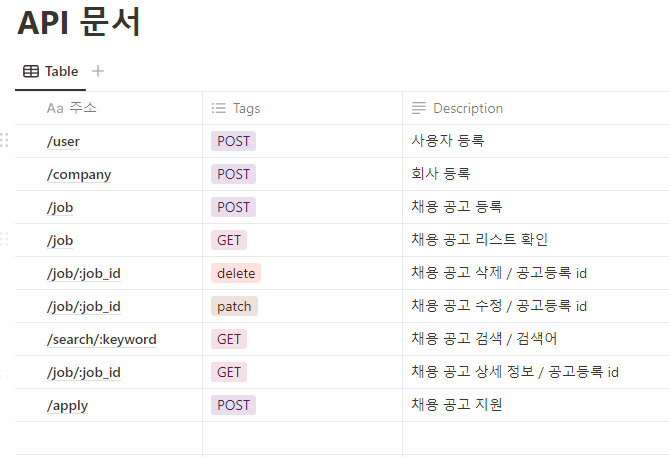 API 문서
Table
Aa 주소 Tags Description
/user POST 사용자 등록
/company POST 회사 등록
/job POST 채용 공고 등록
/job GET 채용 공고 리스트 확인
/job/:job_id delete 채용 공고 삭제 / 공고등록 id
/job/:job_id patch 채용 공고 수정 / 공고등록 id
/search/:keyword GET 채용 공고 검색 / 검색어
/job/:job_id GET 채용 공고 상세 정보 / 공고등록 id
/apply POST 채용 공고 지원